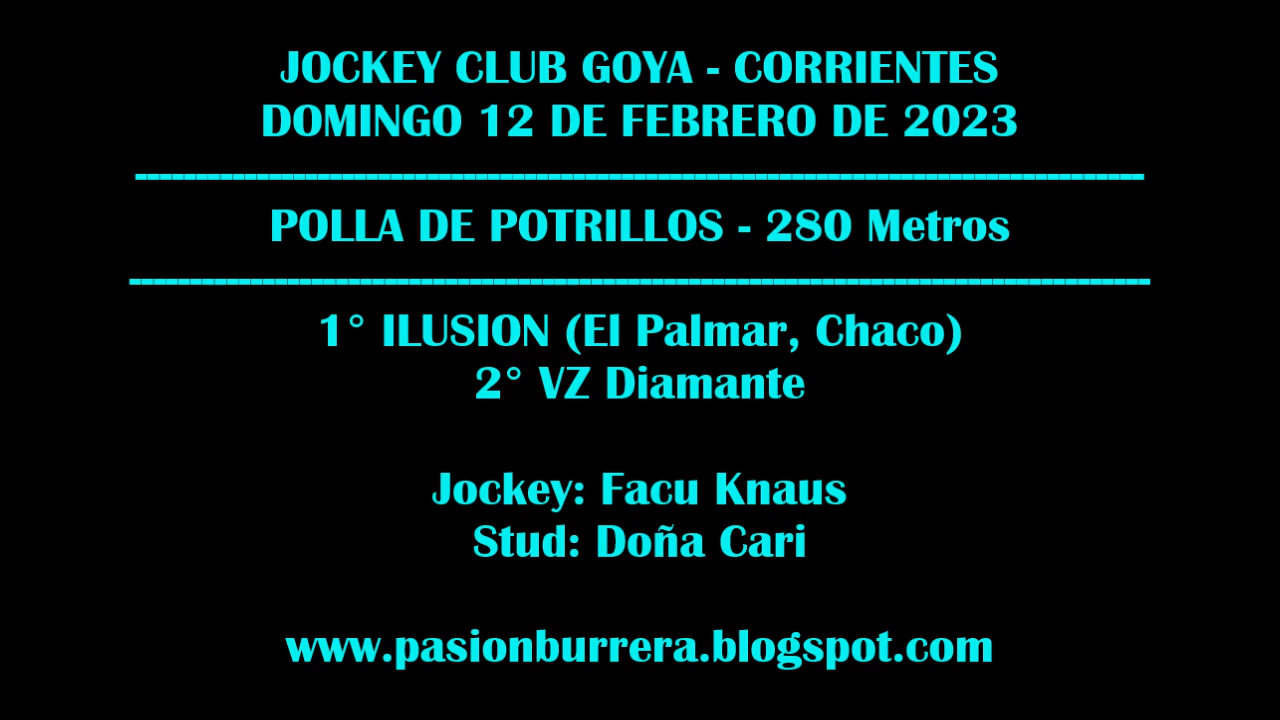 JOCKEY CLUB GOYA - CORRIENTES
DOMINGO 12 DE FEBRERO DE 2023
-----------------------------------------------------------------------------------
POLLA DE POTRILLOS - 280 Metros
------------------------------------------------------------------------------------
1° ILUSION (El Palmar, Chaco)
2° VZ Diamante
Jockey: Facu Knaus
Stud: Doña Cari
www.pasionburrera.blogspot.com